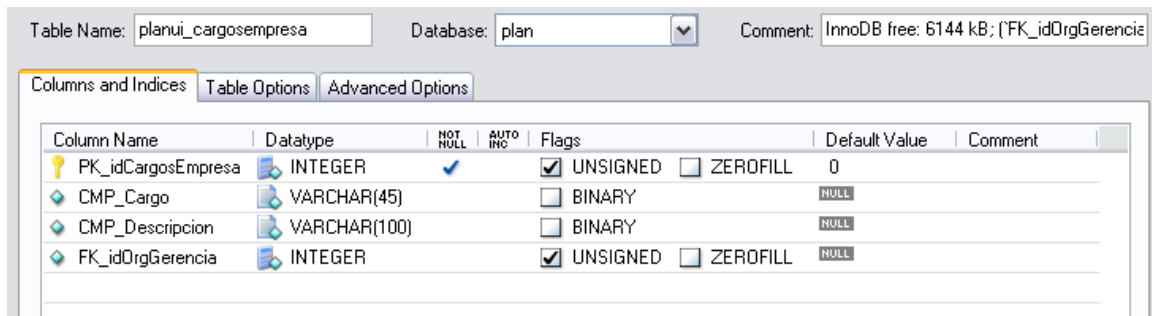 Table Name: planui_cargosempresa Database: plan Comment: InnoDB free: 6144 kB; (`FK_idOrgGerencia
Columns and Indices Table Options Advanced Options
Column Name Datatype NOT NULL AUTO INC Flags Default Value Comment
PK_idCargosEmpresa INTEGER UNSIGNED ZEROFILL 0
CMP_Cargo VARCHAR(45) BINARY NULL
CMP_Descripcion VARCHAR(100) BINARY NULL
FK_idOrgGerencia INTEGER UNSIGNED ZEROFILL NULL